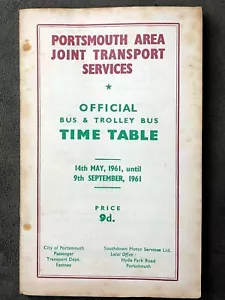 PORTSMOUTH AREA
JOINT TRANSPORT
SERVICES
★
OFFICIAL
BUS & TROLLEY BUS
TIME TABLE
14th MAY, 1961, until
9th SEPTEMBER, 1961
PRICE
9d.
City of Portsmouth
Passenger
Transport Dept.
Eastney
Southdown Motor Services Ltd.
Local Office:
Hyde Park Road
Portsmouth